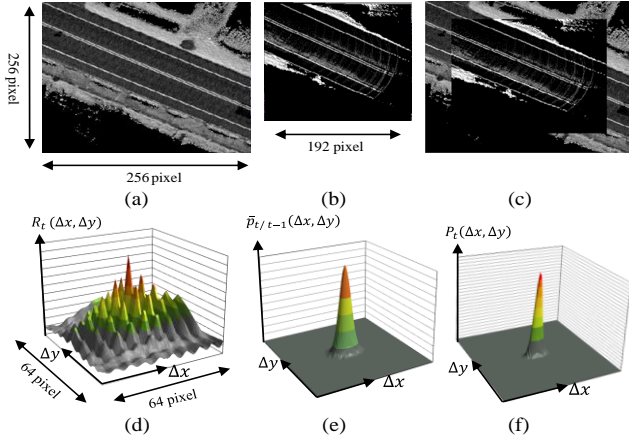 256 pixel
256 pixel
192 pixel
(a)
(b)
(c)
R_t (Δx, Δy)
p̄_{t/t−1}(Δx, Δy)
P_t(Δx, Δy)
Δy
Δx
64 pixel
64 pixel
Δy
Δx
Δy
Δx
(d)
(e)
(f)